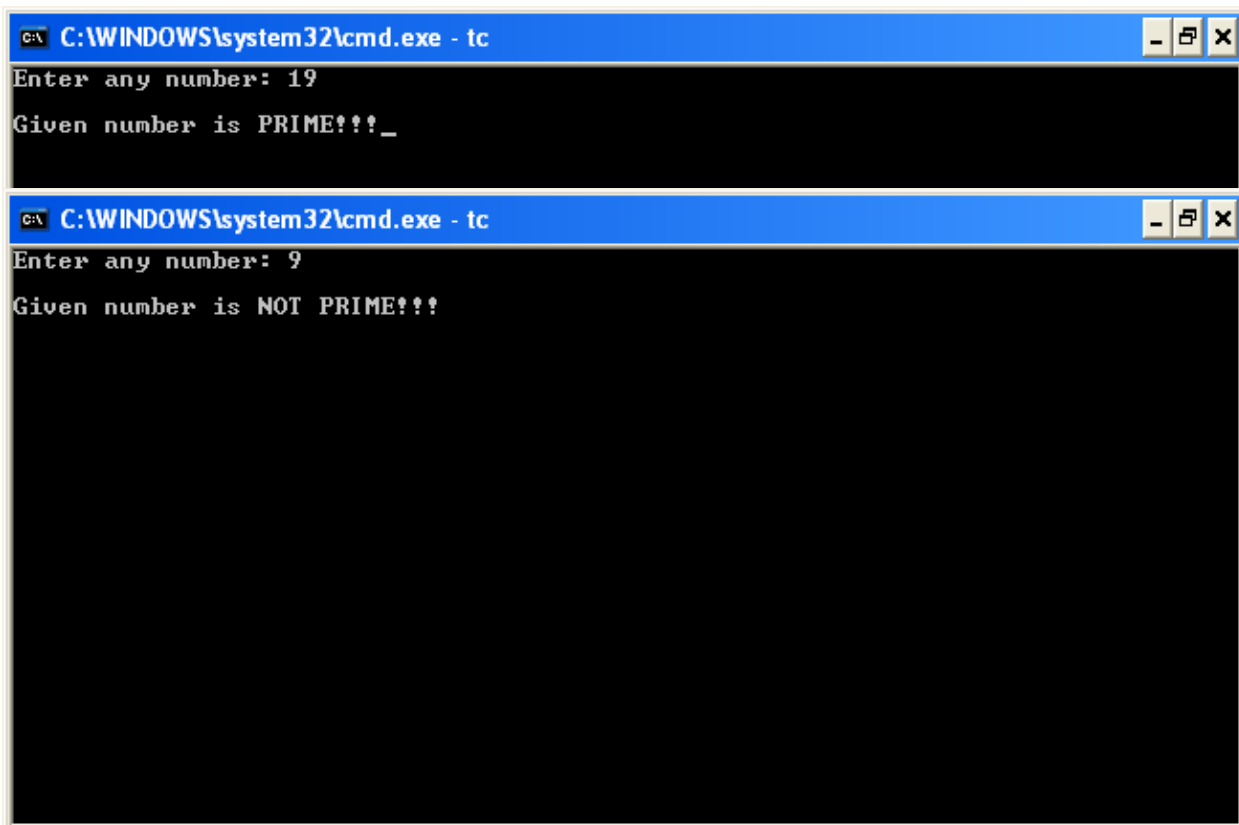 C:\WINDOWS\system32\cmd.exe - tc
Enter any number: 19
Given number is PRIME!!!_
C:\WINDOWS\system32\cmd.exe - tc
Enter any number: 9
Given number is NOT PRIME!!!